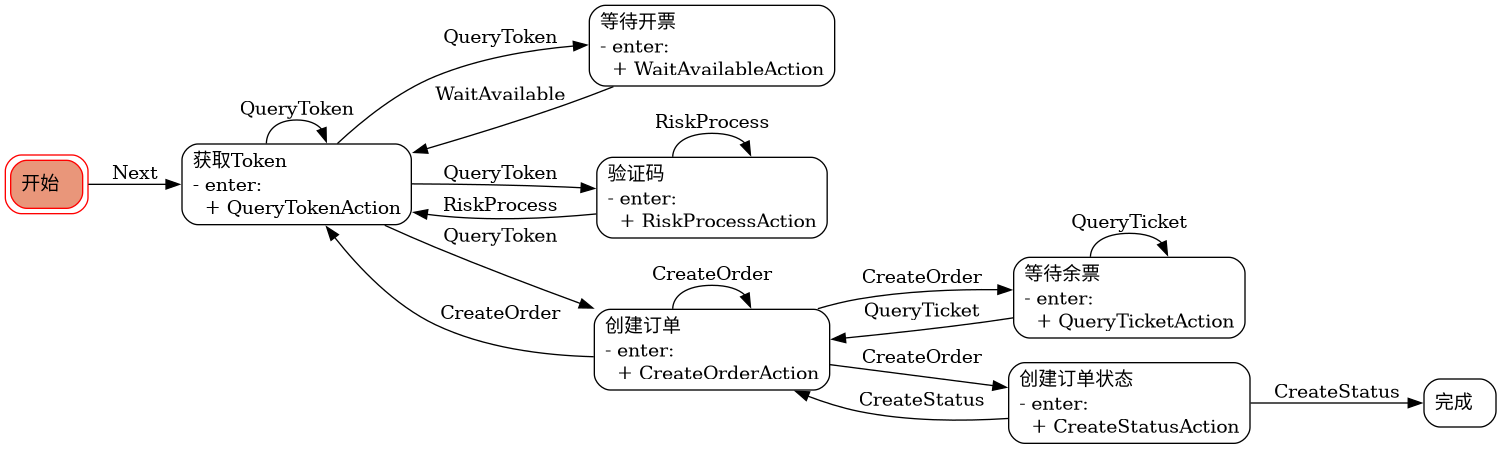 开始
Next
获取Token
- enter:
+ QueryTokenAction
QueryToken
QueryToken
WaitAvailable
QueryToken
RiskProcess
QueryToken
CreateOrder
等待开票
- enter:
+ WaitAvailableAction
RiskProcess
验证码
- enter:
+ RiskProcessAction
CreateOrder
创建订单
- enter:
+ CreateOrderAction
CreateOrder
QueryTicket
CreateOrder
CreateStatus
QueryTicket
等待余票
- enter:
+ QueryTicketAction
创建订单状态
- enter:
+ CreateStatusAction
CreateStatus
完成